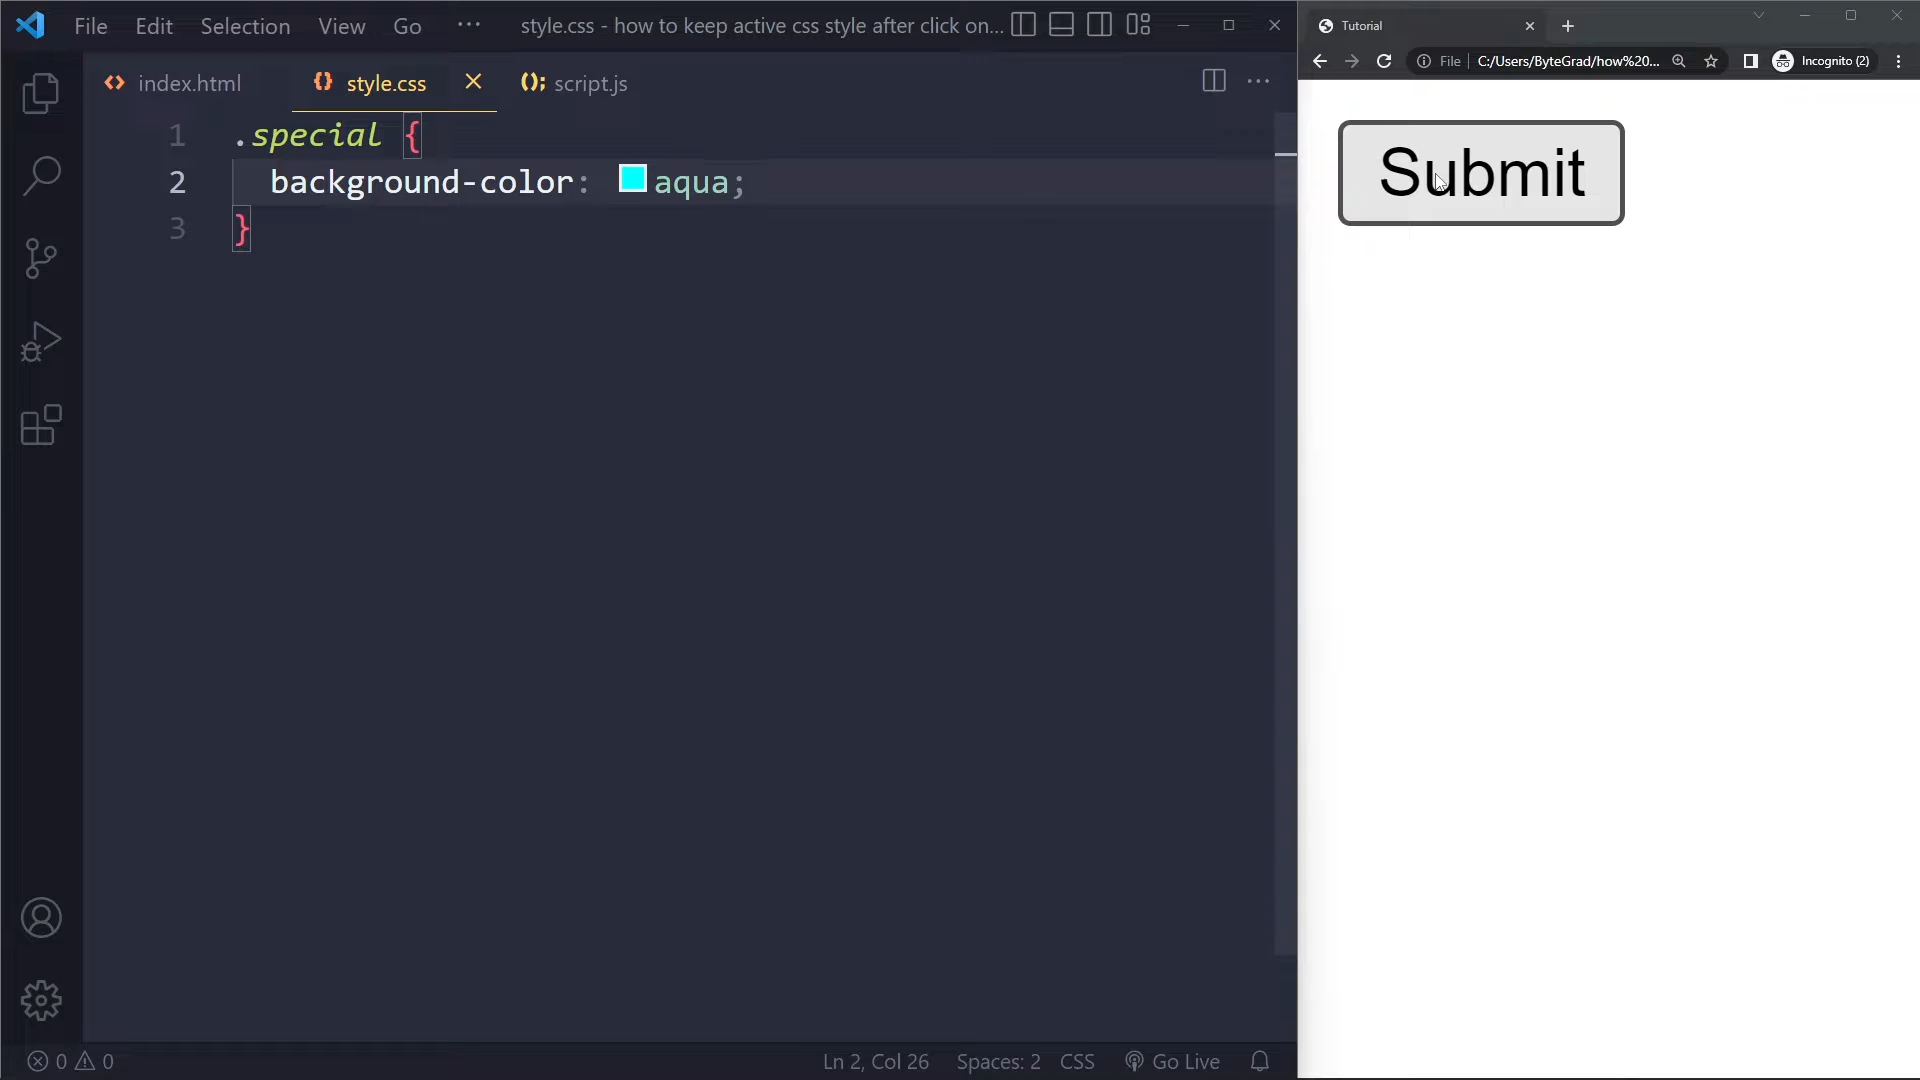 File Edit Selection View Go ··· style.css - how to keep active css style after click on...
index.html style.css script.js
1 .special {
2 background-color: aqua;
3 }
0 0 Ln 2, Col 26 Spaces: 2 CSS Go Live
Tutorial
File C:/Users/ByteGrad/how%20... Incognito (2)
Submit